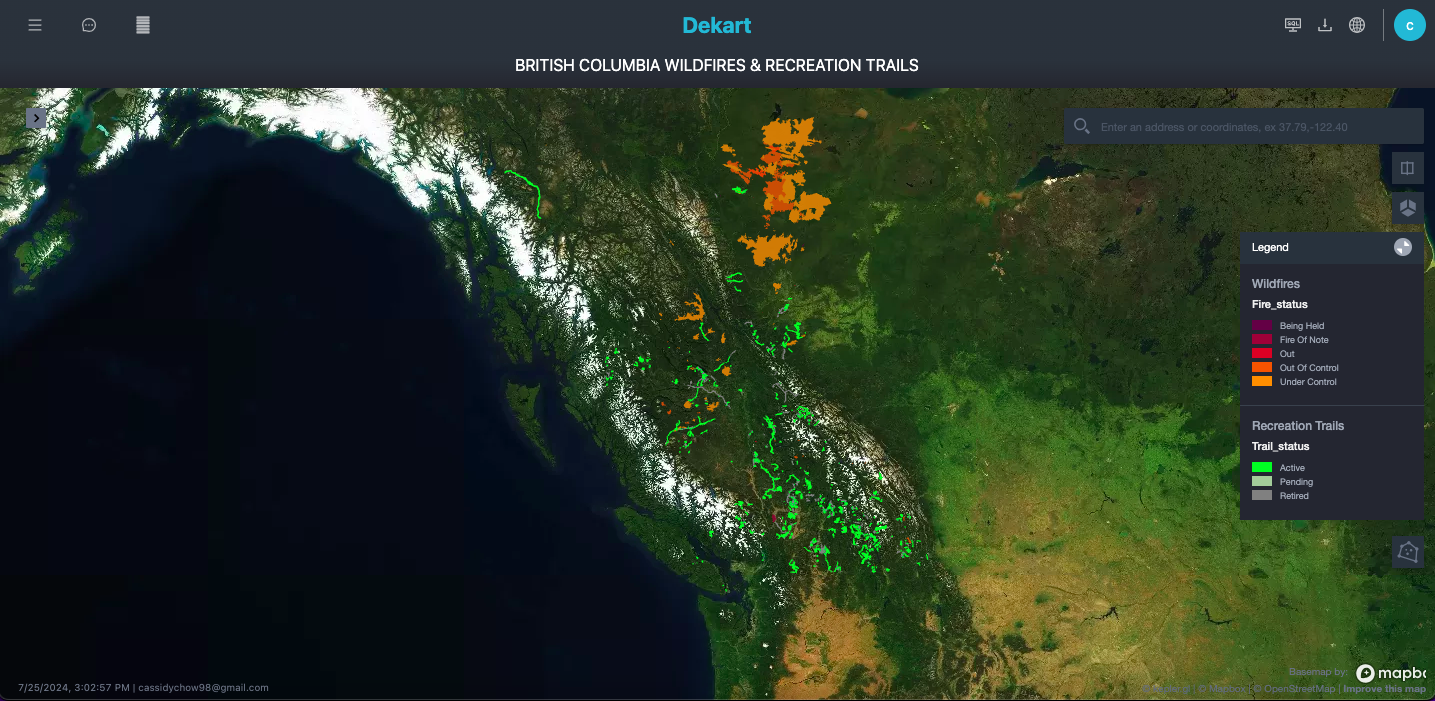 Dekart
SQL
C
BRITISH COLUMBIA WILDFIRES & RECREATION TRAILS
Enter an address or coordinates, ex 37.79,-122.40
Legend
Wildfires
Fire_status
Being Held
Fire Of Note
Out
Out Of Control
Under Control
Recreation Trails
Trail_status
Active
Pending
Retired
Basemap by:
mapbo
7/25/2024, 3:02:57 PM | cassidychow98@gmail.com
| © Mapbox | © OpenStreetMap | Improve this map